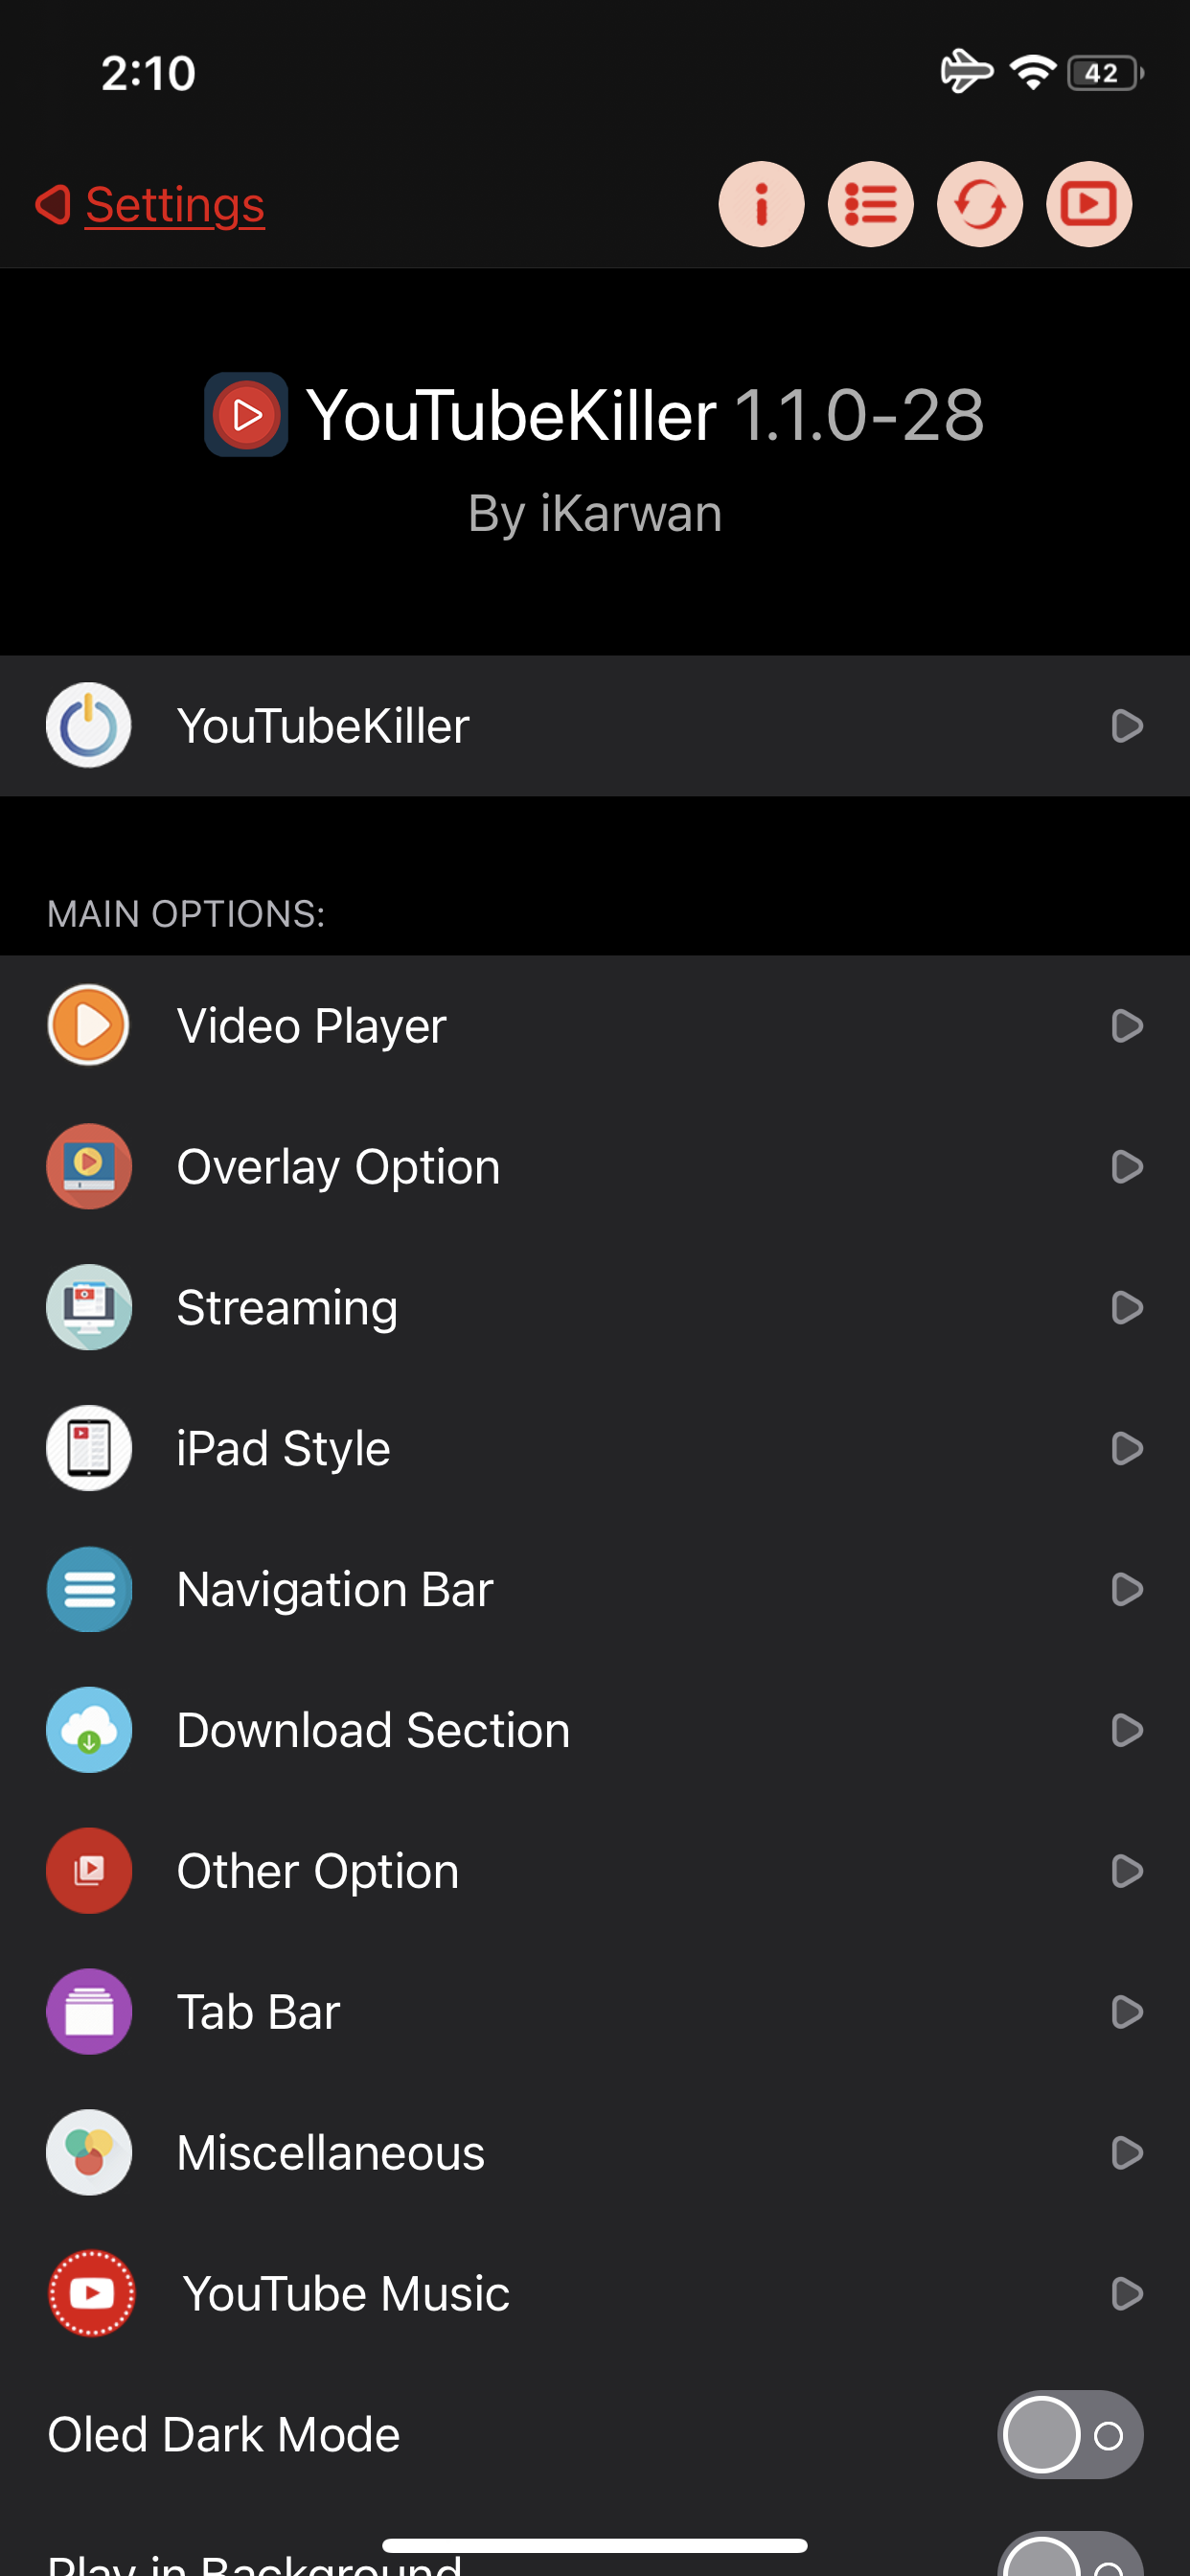 2:10
42
Settings
YouTubeKiller 1.1.0-28
By iKarwan
YouTubeKiller
MAIN OPTIONS:
Video Player
Overlay Option
Streaming
iPad Style
Navigation Bar
Download Section
Other Option
Tab Bar
Miscellaneous
YouTube Music
Oled Dark Mode
Play in Background